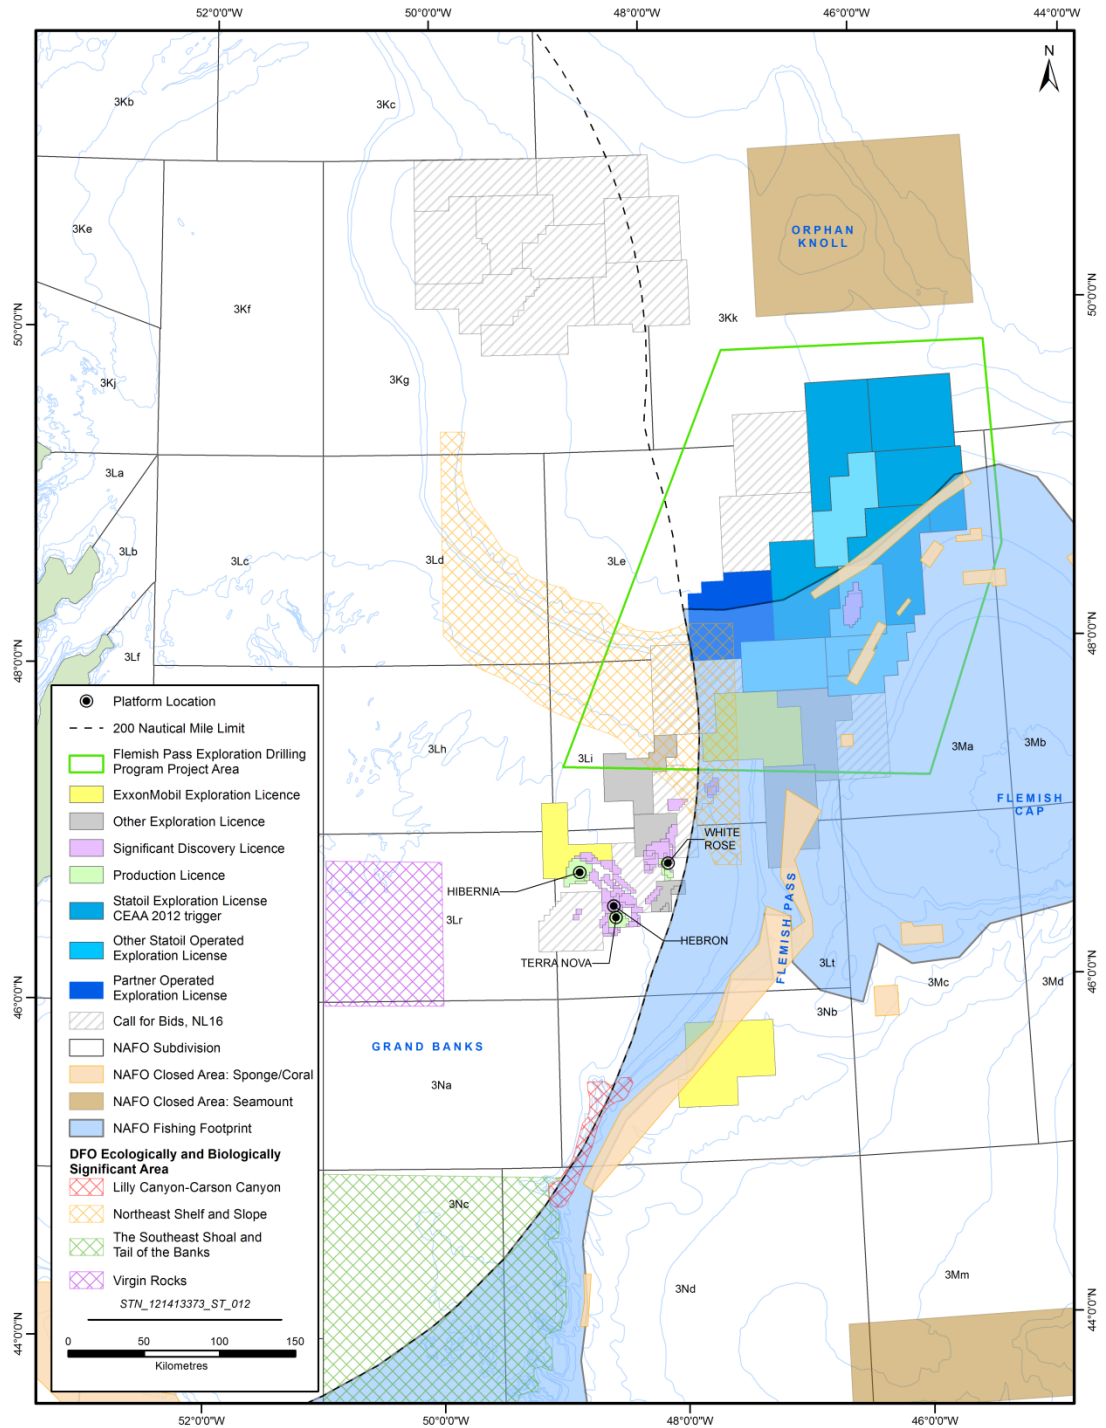 52°0'0"W
50°0'0"W
48°0'0"W
46°0'0"W
44°0'0"W
N
3Kb
3Kc
3Ke
ORPHAN
KNOLL
50°0'0"N
50°0'0"N
3Kf
3Kk
3Kj
3Kg
3La
3Lb
3Lc
3Ld
3Le
48°0'0"N
48°0'0"N
3Lf
3Lh
3Li
3Ma
3Mb
FLEMISH
CAP
WHITE
ROSE
HIBERNIA
3Lr
HEBRON
TERRA NOVA
FLEMISH PASS
3Lt
46°0'0"N
46°0'0"N
3Mc
3Md
3Nb
GRAND BANKS
3Na
3Nc
3Nd
3Mm
44°0'0"N
44°0'0"N
Platform Location
200 Nautical Mile Limit
Flemish Pass Exploration Drilling
Program Project Area
ExxonMobil Exploration Licence
Other Exploration Licence
Significant Discovery Licence
Production Licence
Statoil Exploration License
CEAA 2012 trigger
Other Statoil Operated
Exploration License
Partner Operated
Exploration License
Call for Bids, NL16
NAFO Subdivision
NAFO Closed Area: Sponge/Coral
NAFO Closed Area: Seamount
NAFO Fishing Footprint
DFO Ecologically and Biologically
Significant Area
Lilly Canyon-Carson Canyon
Northeast Shelf and Slope
The Southeast Shoal and
Tail of the Banks
Virgin Rocks
STN_121413373_ST_012
0 50 100 150
Kilometres
52°0'0"W
50°0'0"W
48°0'0"W
46°0'0"W